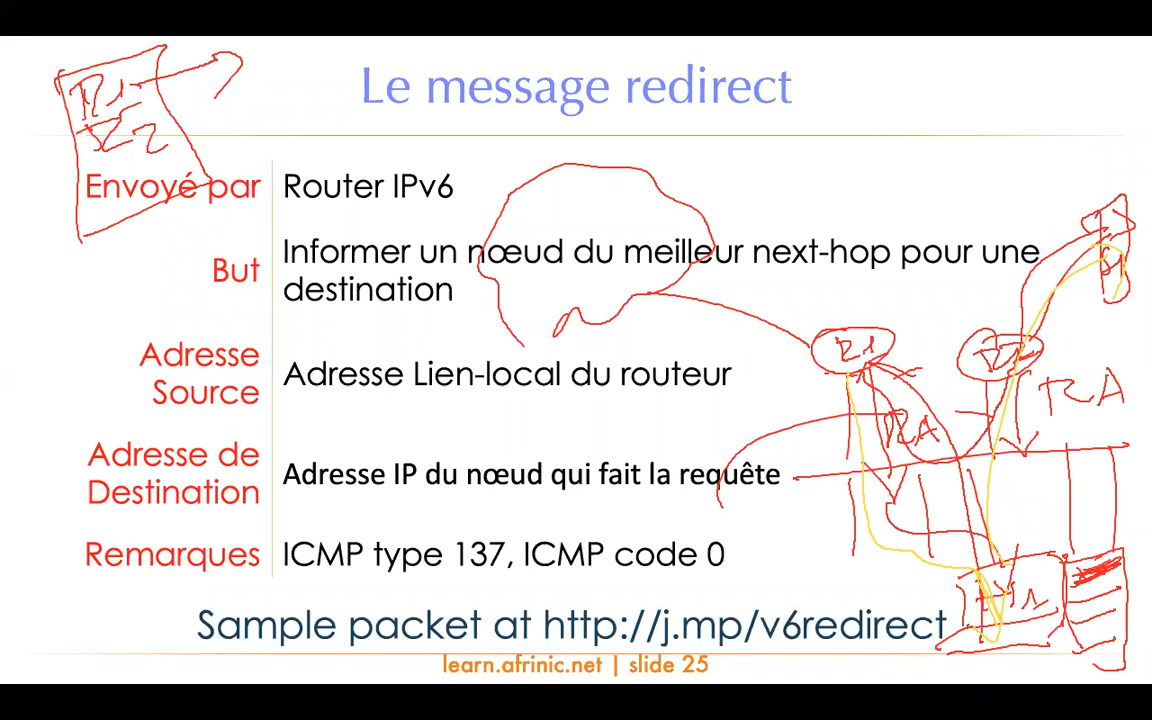 Le message redirect
R1
R2
Envoyé par Router IPv6
But Informer un nœud du meilleur next-hop pour une
destination
Adresse
Source Adresse Lien-local du routeur
Adresse de
Destination Adresse IP du nœud qui fait la requête
Remarques ICMP type 137, ICMP code 0
R1
R2
RA
RA
Sample packet at http://j.mp/v6redirect
learn.afrinic.net | slide 25